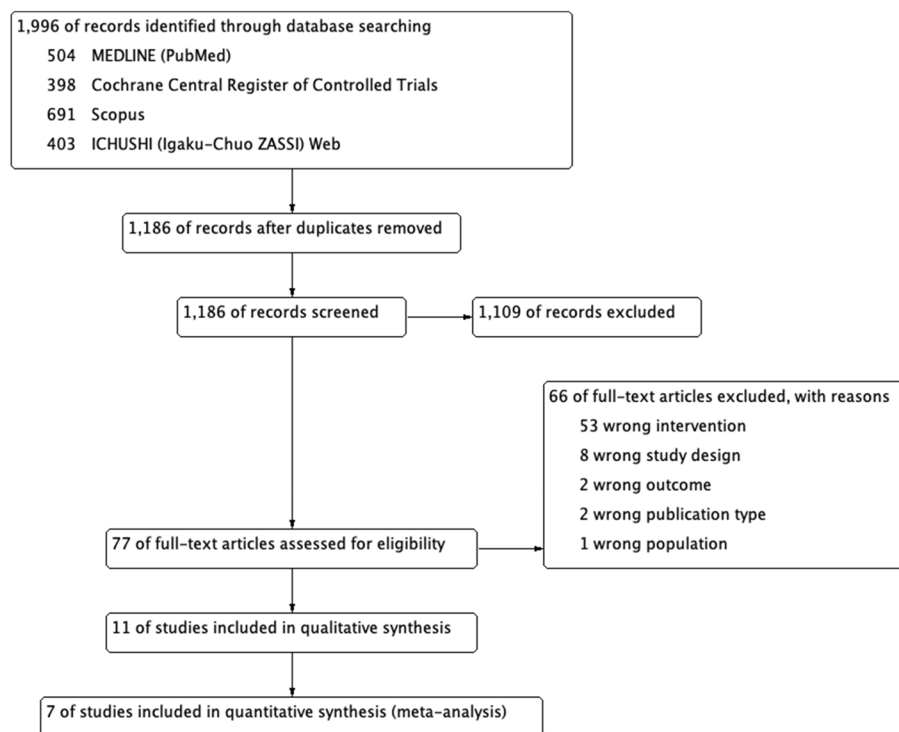 1,996 of records identified through database searching
504 MEDLINE (PubMed)
398 Cochrane Central Register of Controlled Trials
691 Scopus
403 ICHUSHI (Igaku-Chuo ZASSI) Web
1,186 of records after duplicates removed
1,186 of records screened
1,109 of records excluded
66 of full-text articles excluded, with reasons
53 wrong intervention
8 wrong study design
2 wrong outcome
2 wrong publication type
1 wrong population
77 of full-text articles assessed for eligibility
11 of studies included in qualitative synthesis
7 of studies included in quantitative synthesis (meta-analysis)